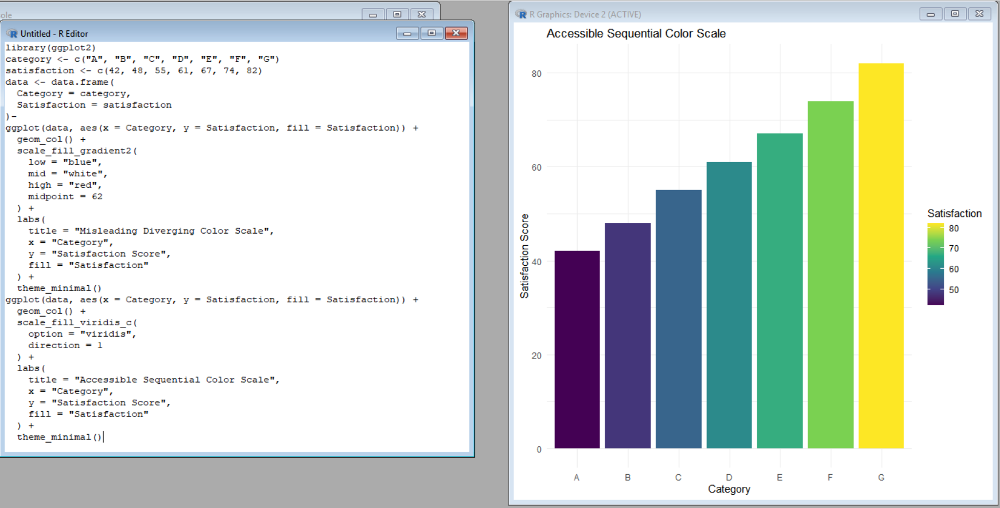 ole
Untitled - R Editor
library(ggplot2)
category <- c("A", "B", "C", "D", "E", "F", "G")
satisfaction <- c(42, 48, 55, 61, 67, 74, 82)
data <- data.frame(
  Category = category,
  Satisfaction = satisfaction
)-
ggplot(data, aes(x = Category, y = Satisfaction, fill = Satisfaction)) +
  geom_col() +
  scale_fill_gradient2(
    low = "blue",
    mid = "white",
    high = "red",
    midpoint = 62
  ) +
  labs(
    title = "Misleading Diverging Color Scale",
    x = "Category",
    y = "Satisfaction Score",
    fill = "Satisfaction"
  ) +
  theme_minimal()
ggplot(data, aes(x = Category, y = Satisfaction, fill = Satisfaction)) +
  geom_col() +
  scale_fill_viridis_c(
    option = "viridis",
    direction = 1
  ) +
  labs(
    title = "Accessible Sequential Color Scale",
    x = "Category",
    y = "Satisfaction Score",
    fill = "Satisfaction"
  ) +
  theme_minimal()
R Graphics: Device 2 (ACTIVE)
Accessible Sequential Color Scale
Satisfaction Score
80
60
40
20
0
A B C D E F G
Category
Satisfaction
80
70
60
50